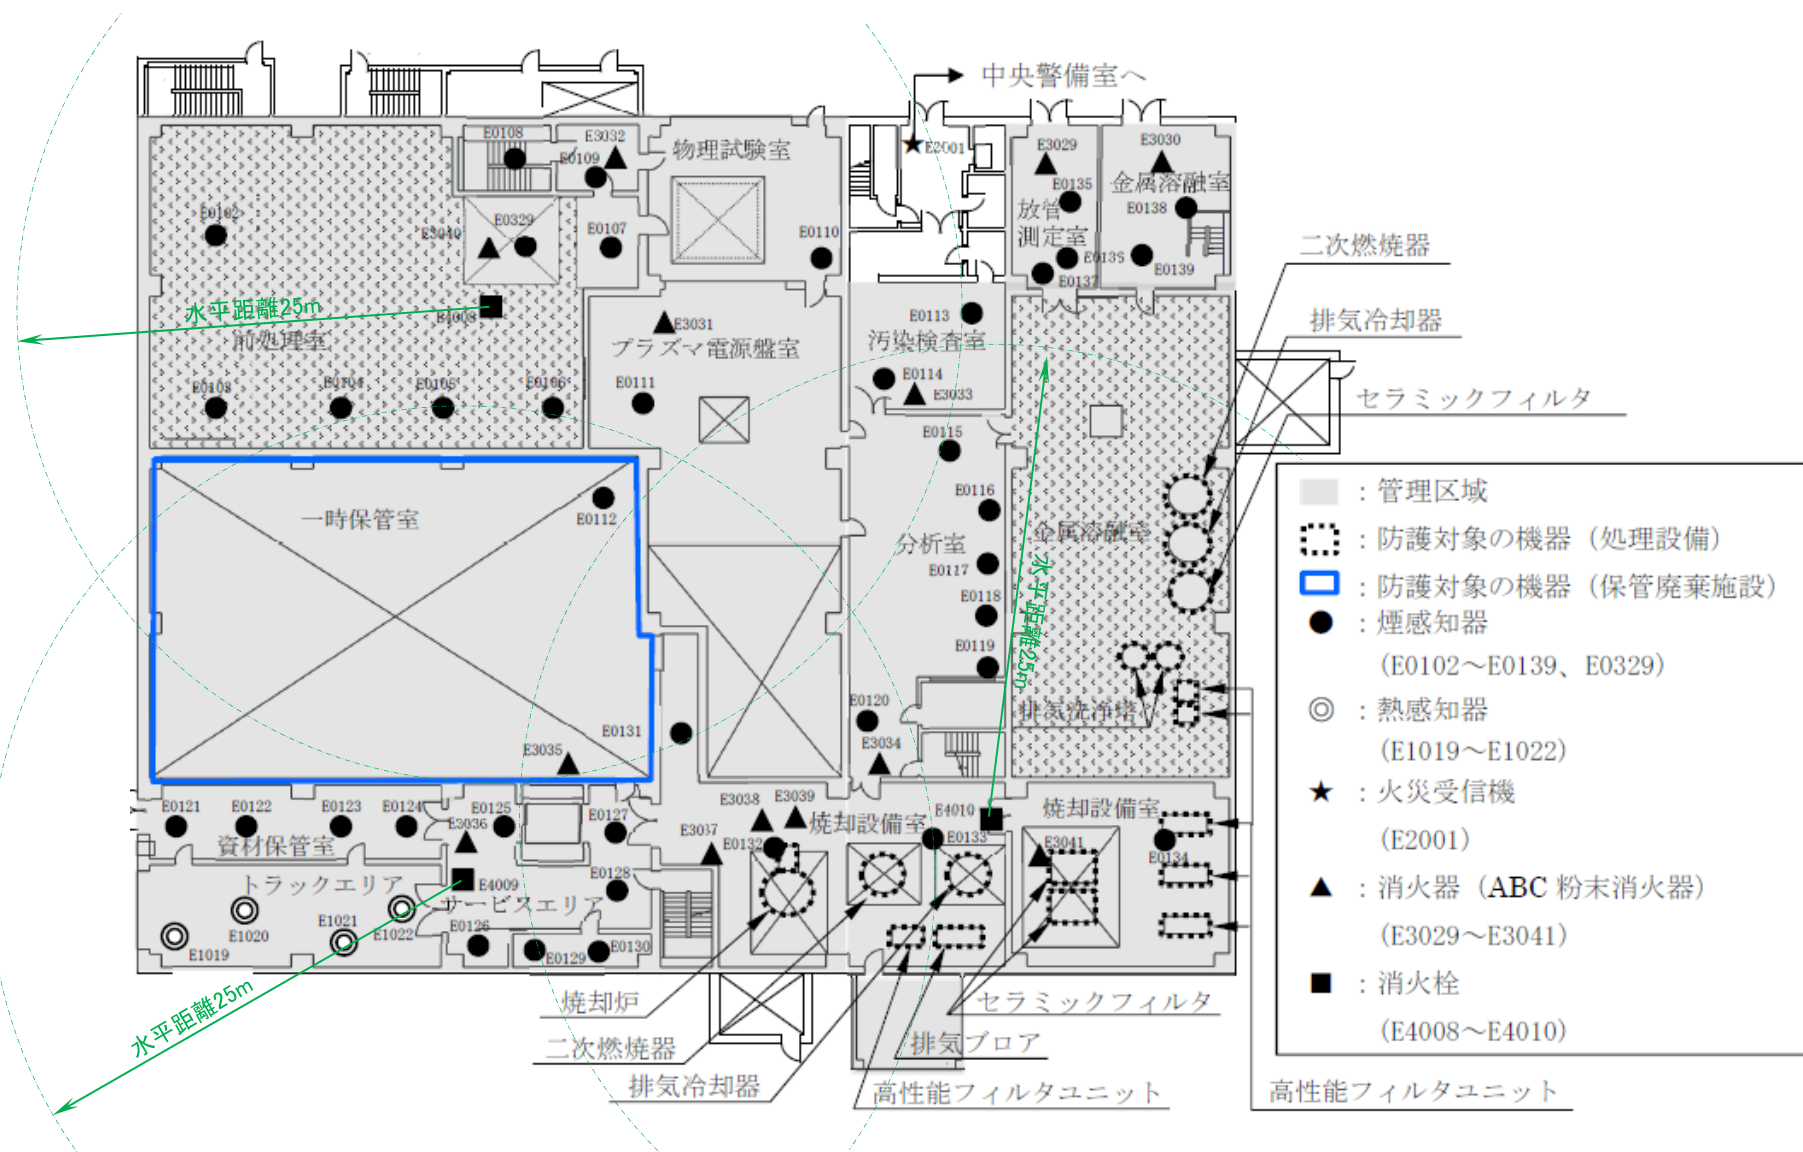 中央警備室へ
E0108
E3032
E0109
物理試験室
E2001
E3029
E3030
E0135
金属溶融室
E0138
放管
測定室
E0102
E0329
E3040
E0107
E0110
E0136
E0139
E0137
二次燃焼器
水平距離25m
E4008
前処理室
E3031
プラズマ電源盤室
E0113
汚染検査室
排気冷却器
E0103
E0104
E0105
E0106
E0111
E0114
E3033
セラミックフィルタ
E0115
一時保管室
E0112
E0116
分析室
金属溶融室
E0117
水平距離25m
E0118
E0119
E0120
排気洗浄塔
E0131
E3035
E3034
E0121
E0122
E0123
E0124
E0125
E3036
E0127
E3038
E3039
焼却設備室
E4010
E0133
焼却設備室
E3037
E0132
E3041
E0134
資材保管室
トラックエリア
E4009
E0128
サービスエリア
E1019
E1020
E1021
E1022
E0126
E0129
E0130
水平距離25m
焼却炉
二次燃焼器
排気冷却器
セラミックフィルタ
排気ブロア
高性能フィルタユニット
高性能フィルタユニット
：管理区域
：防護対象の機器（処理設備）
：防護対象の機器（保管廃棄施設）
：煙感知器
（E0102～E0139、E0329）
：熱感知器
（E1019～E1022）
：火災受信機
（E2001）
：消火器（ABC 粉末消火器）
（E3029～E3041）
：消火栓
（E4008～E4010）